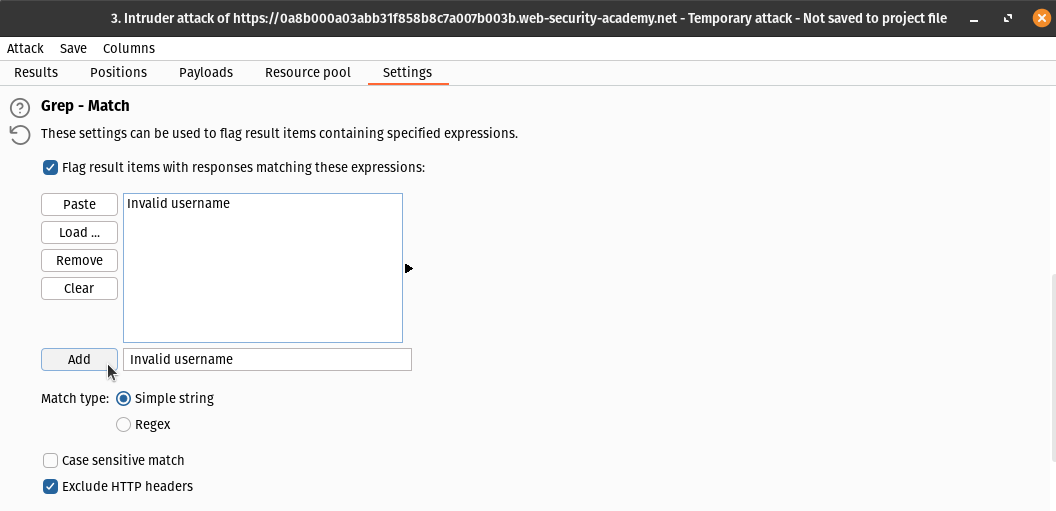 3. Intruder attack of https://0a8b000a03abb31f858b8c7a007b003b.web-security-academy.net - Temporary attack - Not saved to project file
Attack Save Columns
Results Positions Payloads Resource pool Settings
Grep - Match
These settings can be used to flag result items containing specified expressions.
Flag result items with responses matching these expressions:
Paste
Invalid username
Load ...
Remove
Clear
Add
Invalid username
Match type:
Simple string
Regex
Case sensitive match
Exclude HTTP headers